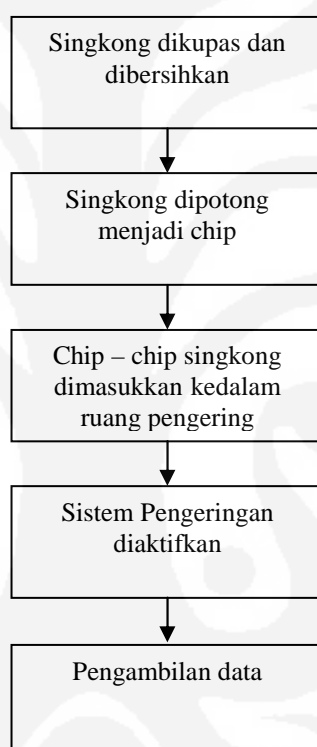 Singkong dikupas dan
dibersihkan
Singkong dipotong
menjadi chip
Chip – chip singkong
dimasukkan kedalam
ruang pengering
Sistem Pengeringan
diaktifkan
Pengambilan data